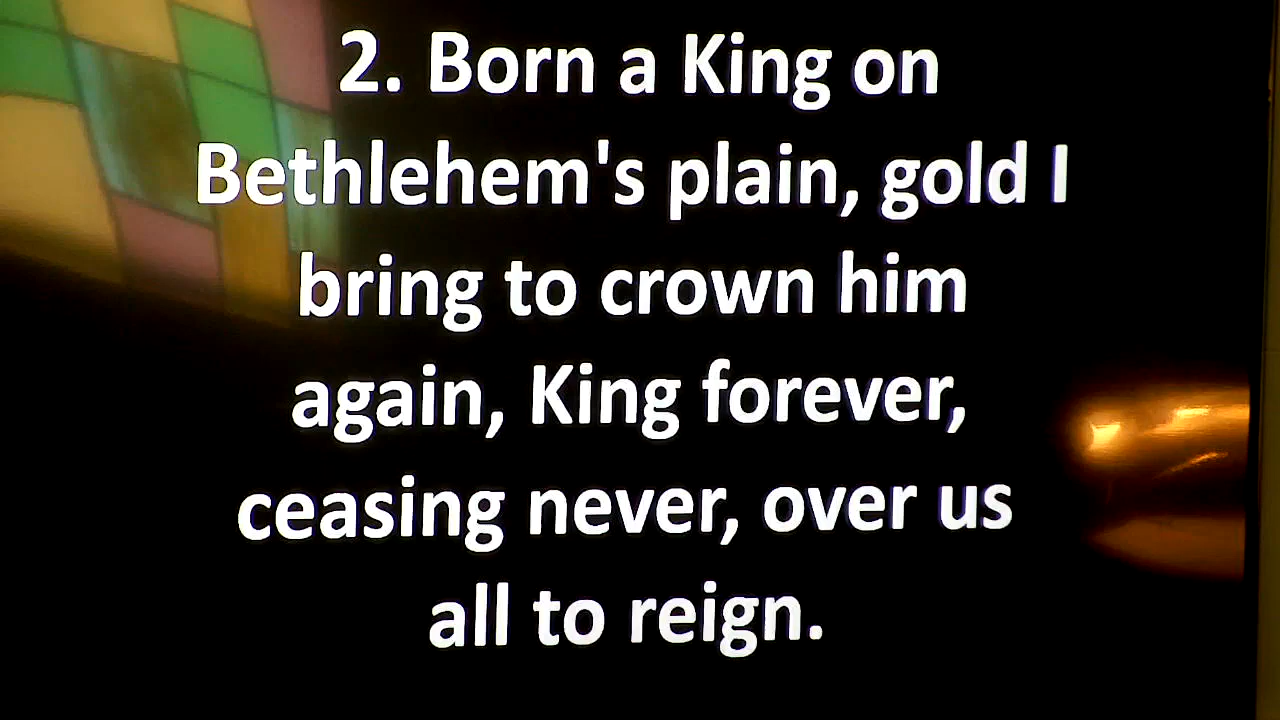 2. Born a King on
Bethlehem's plain, gold I
bring to crown him
again, King forever,
ceasing never, over us
all to reign.